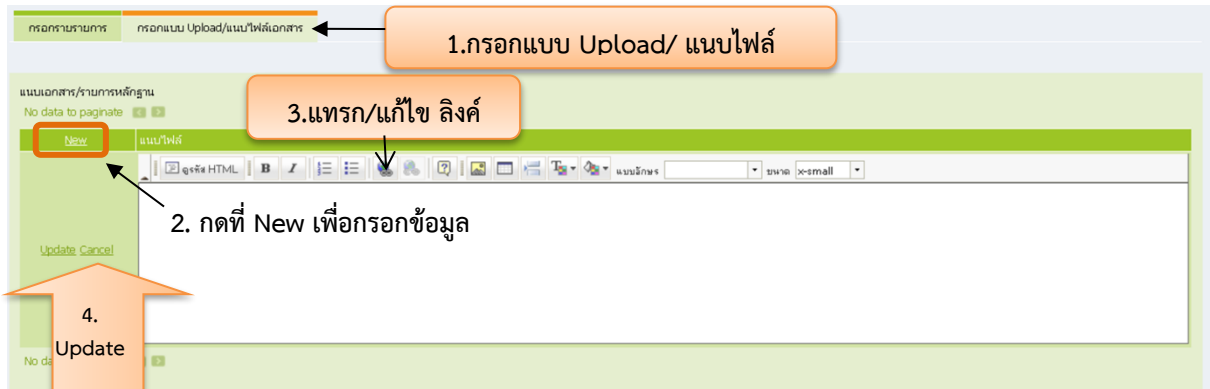 กรอกรายรายการ กรอกแบบ Upload/แนบไฟล์เอกสาร
1.กรอกแบบ Upload/ แนบไฟล์
แนบเอกสาร/รายการหลักฐาน
No data to paginate
3.แทรก/แก้ไข ลิงค์
New แนบไฟล์
ดูรหัส HTML B I แบบอักษร ขนาด x-small
2. กดที่ New เพื่อกรอกข้อมูล
Update Cancel
4.
Update
No da